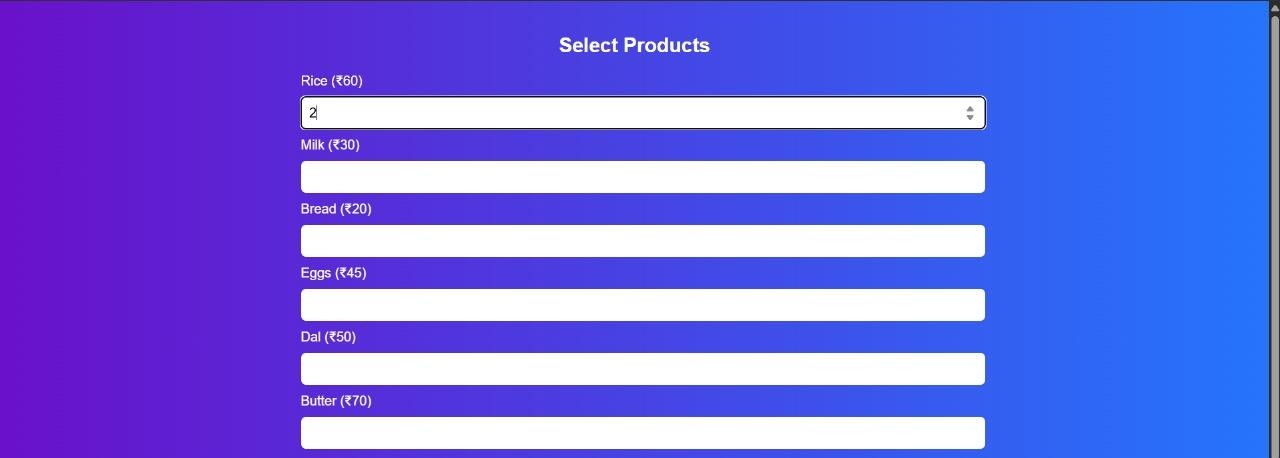 Select Products
Rice (₹60)
2
Milk (₹30)
Bread (₹20)
Eggs (₹45)
Dal (₹50)
Butter (₹70)